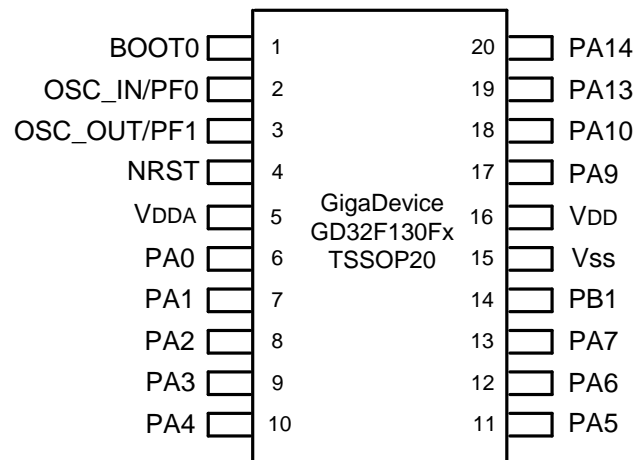 BOOT0 1 20 PA14
OSC_IN/PF0 2 19 PA13
OSC_OUT/PF1 3 18 PA10
NRST 4 17 PA9
VDDA 5 16 VDD
PA0 6 15 Vss
PA1 7 14 PB1
PA2 8 13 PA7
PA3 9 12 PA6
PA4 10 11 PA5
GigaDevice
GD32F130Fx
TSSOP20